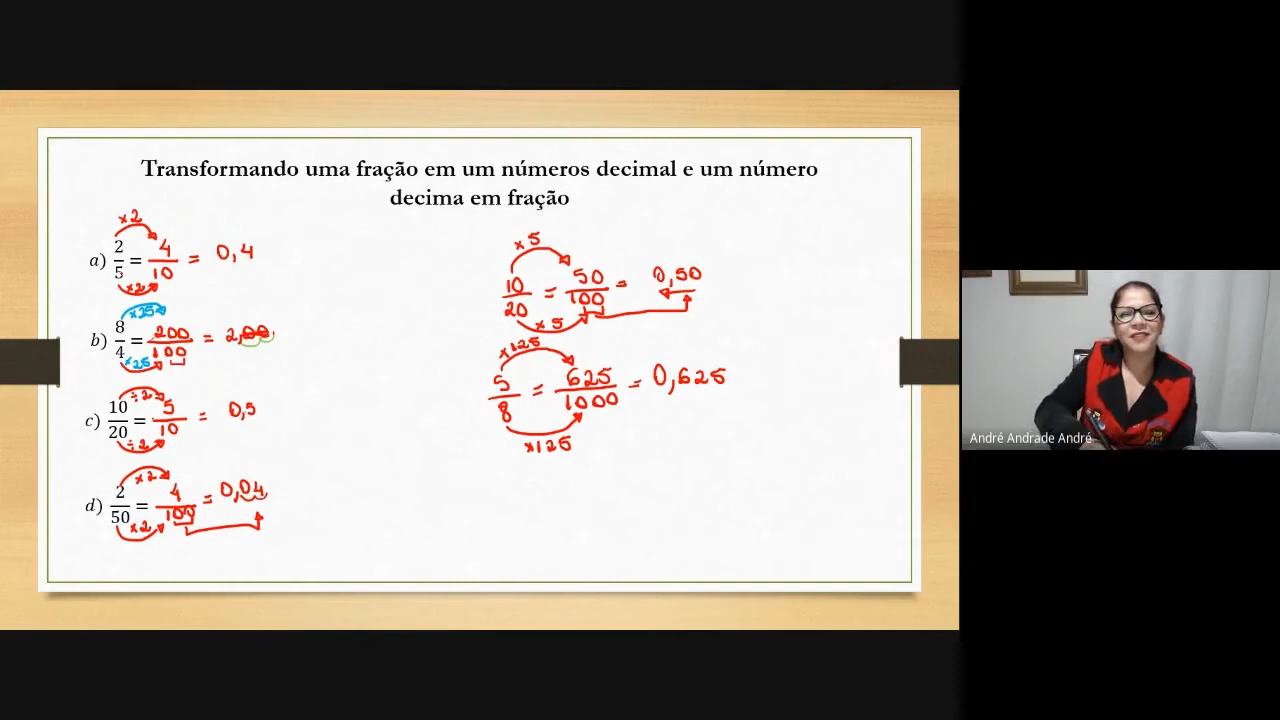 Transformando uma fração em um números decimal e um número
decima em fração
×2
a) 2/5 = 4/10 = 0,4
×2
×25
b) 8/4 = 200/100 = 2,00
×25
÷2
c) 10/20 = 5/10 = 0,5
÷2
×2
d) 2/50 = 4/100 = 0,04
×2
×5
10/20 = 50/100 = 0,50
×5
×125
5/8 = 625/1000 = 0,625
×125
André Andrade André